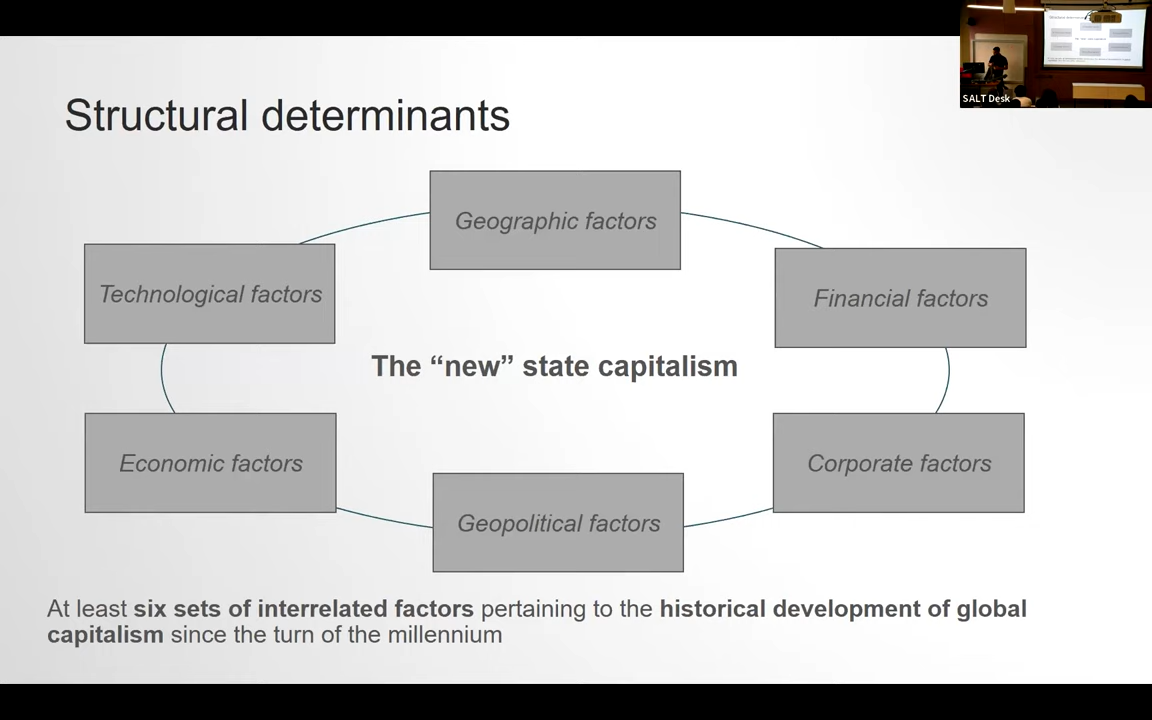 SALT Desk
Structural determinants
Geographic factors
Technological factors
Financial factors
The “new” state capitalism
Economic factors
Corporate factors
Geopolitical factors
At least six sets of interrelated factors pertaining to the historical development of global
capitalism since the turn of the millennium